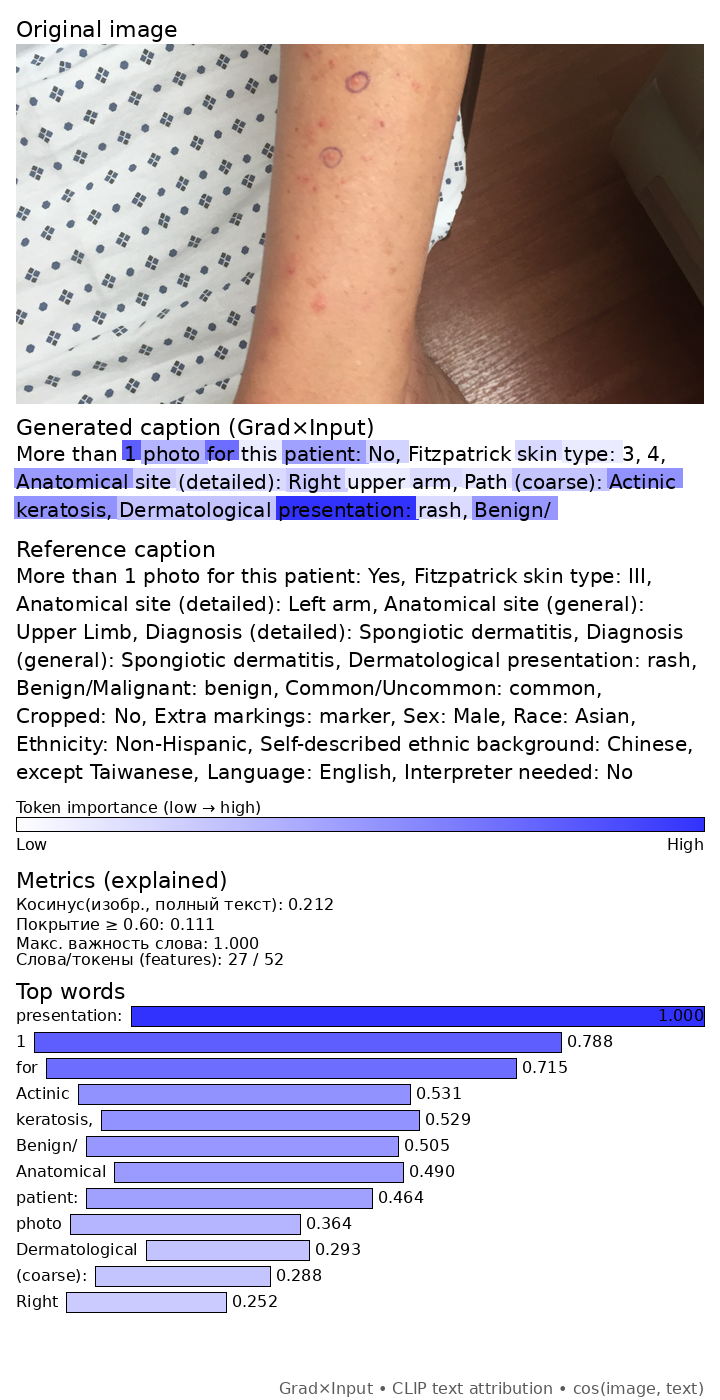 Original image
Generated caption (Grad×Input)
More than 1 photo for this patient: No, Fitzpatrick skin type: 3, 4,
Anatomical site (detailed): Right upper arm, Path (coarse): Actinic
keratosis, Dermatological presentation: rash, Benign/
Reference caption
More than 1 photo for this patient: Yes, Fitzpatrick skin type: III,
Anatomical site (detailed): Left arm, Anatomical site (general):
Upper Limb, Diagnosis (detailed): Spongiotic dermatitis, Diagnosis
(general): Spongiotic dermatitis, Dermatological presentation: rash,
Benign/Malignant: benign, Common/Uncommon: common,
Cropped: No, Extra markings: marker, Sex: Male, Race: Asian,
Ethnicity: Non-Hispanic, Self-described ethnic background: Chinese,
except Taiwanese, Language: English, Interpreter needed: No
Token importance (low → high)
Low High
Metrics (explained)
Косинус(изобр., полный текст): 0.212
Покрытие ≥ 0.60: 0.111
Макс. важность слова: 1.000
Слова/токены (features): 27 / 52
Top words
presentation: 1.000
1 0.788
for 0.715
Actinic 0.531
keratosis, 0.529
Benign/ 0.505
Anatomical 0.490
patient: 0.464
photo 0.364
Dermatological 0.293
(coarse): 0.288
Right 0.252
Grad×Input • CLIP text attribution • cos(image, text)